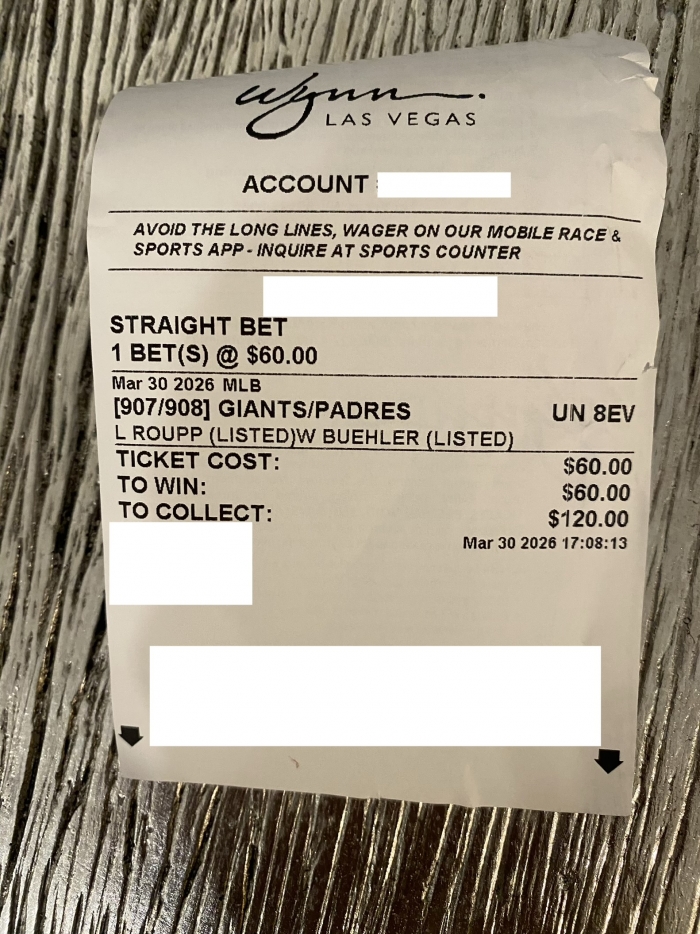 Wynn.
LAS VEGAS
ACCOUNT
AVOID THE LONG LINES, WAGER ON OUR MOBILE RACE &
SPORTS APP - INQUIRE AT SPORTS COUNTER
STRAIGHT BET
1 BET(S) @ $60.00
Mar 30 2026 MLB
[907/908] GIANTS/PADRES UN 8EV
L ROUPP (LISTED)W BUEHLER (LISTED)
TICKET COST: $60.00
TO WIN: $60.00
TO COLLECT: $120.00
Mar 30 2026 17:08:13